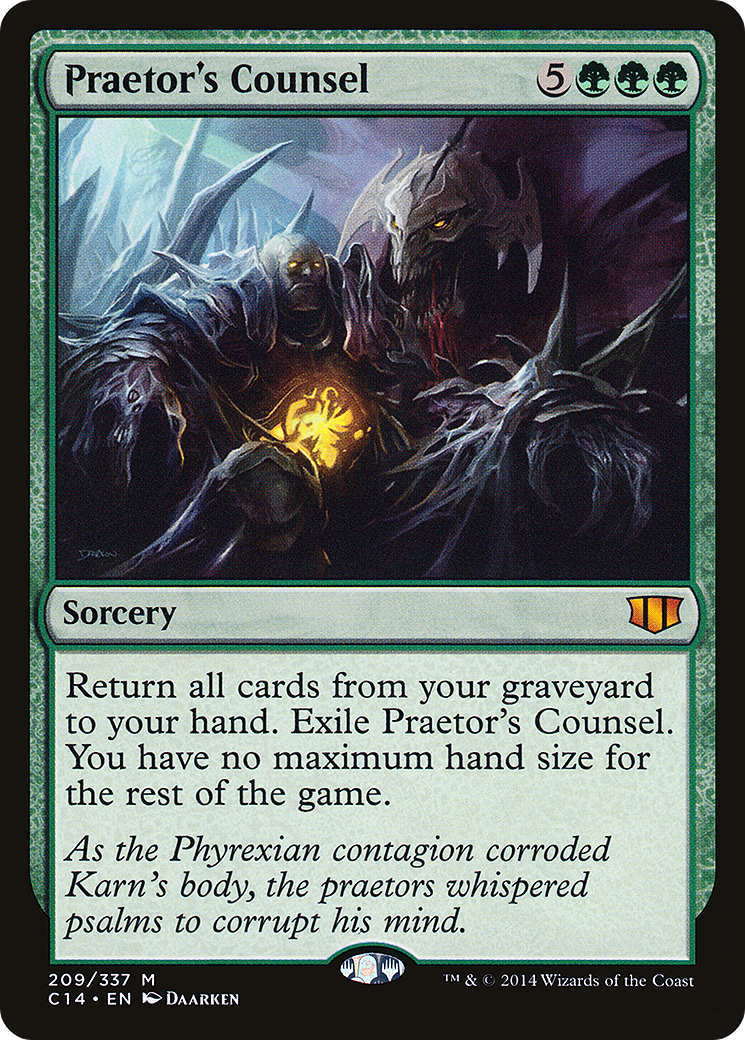 Praetor's Counsel 5
Sorcery
Return all cards from your graveyard
to your hand. Exile Praetor's Counsel.
You have no maximum hand size for
the rest of the game.
As the Phyrexian contagion corroded
Karn's body, the praetors whispered
psalms to corrupt his mind.
209/337 M
C14 • EN DAARKEN
™ & © 2014 Wizards of the Coast